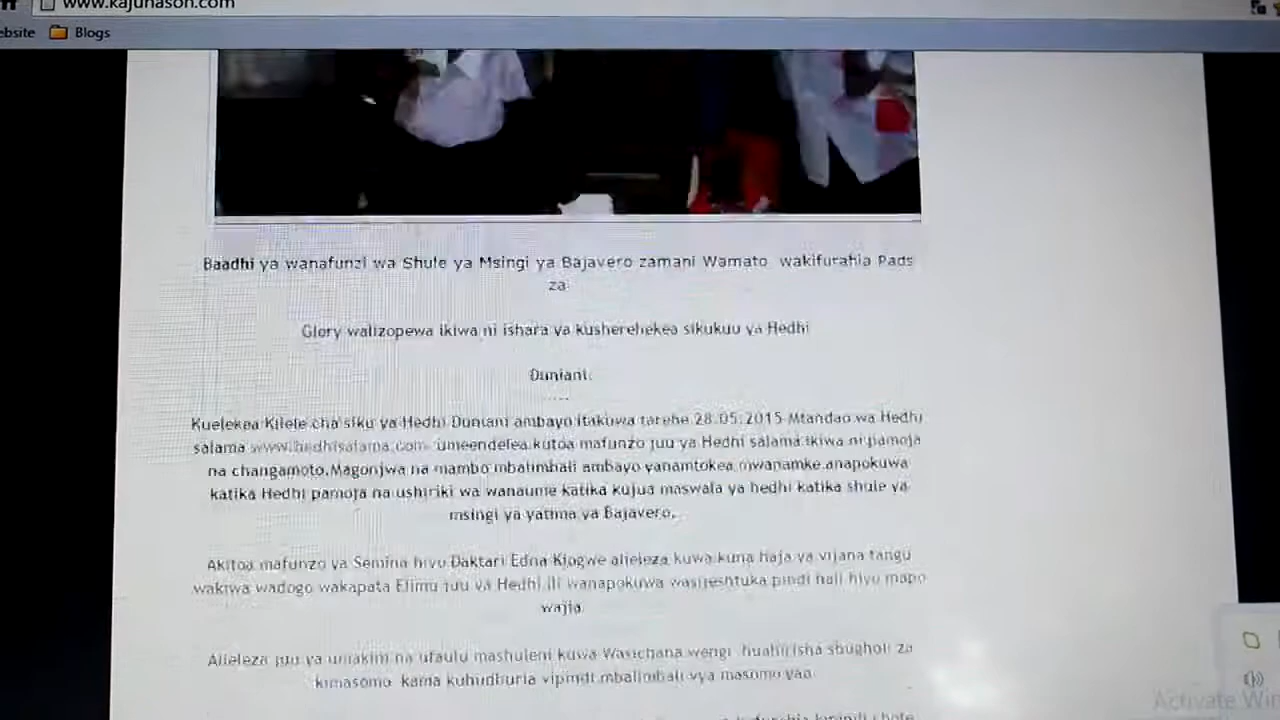 www.kajunason.com
ebsite Blogs
Baadhi ya wanafunzi wa Shule ya Msingi ya Bajavero zamani Wamato wakifurahia Pads
za
Glory walizopewa ikiwa ni ishara ya kusherehekea sikukuu ya Hedhi
Duniani.
.....
Kuelekea Kilele cha siku ya Hedhi Duniani ambayo itakuwa tarehe 28.05.2015 Mtandao wa Hedhi
salama www.hedhisalama.com umeendelea kutoa mafunzo juu ya Hedhi salama ikiwa ni pamoja
na changamoto,Magonjwa na mambo mbalimbali ambayo yanamtokea mwanamke anapokuwa
katika Hedhi pamoja na ushiriki wa wanaume katika kujua maswala ya hedhi katika shule ya
msingi ya yatima ya Bajavero.
Akitoa mafunzo ya Semina hiyo Daktari Edna Kjogwe alieleza kuwa kuna haja ya vijana tangu
wakiwa wadogo wakapata Elimu juu ya Hedhi ili wanapokuwa wasijeshtuka pindi hali hiyo mapo
wajia.
Alieleza juu ya umakini na ufaulu mashuleni kuwa Wasichana wengi huahirisha shughuli za
kimasomo kama kuhudhuria vipindi mbalimbali vya masomo yao
Activate Win